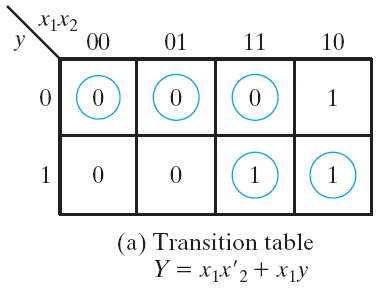 x₁x₂
y 00 01 11 10
0 0 0 0 1
1 0 0 1 1
(a) Transition table
Y = x₁x′₂ + x₁y